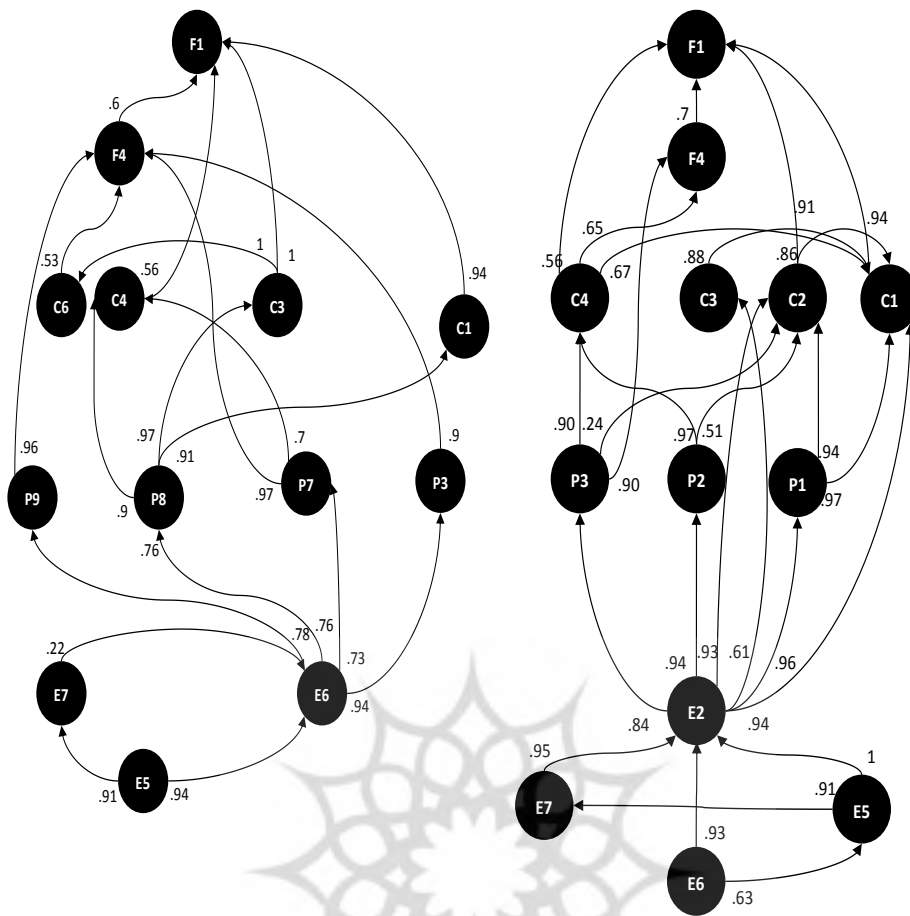 F1
.6
F4
.53
.56
1
1
.94
C6
C4
C3
C1
.96
.97
.91
.7
.9
P9
P8
P7
P3
.9
.97
.76
.78
.76
.22
.73
E7
E6
.94
E5
.91
.94
F1
.7
F4
.91
.94
.65
.56
.67
.88
.86
C4
C3
C2
C1
.90
.24
.97
.51
.94
P3
P2
P1
.90
.97
.94
.93
.61
.96
E2
.84
.94
.95
1
.91
E7
E5
.93
E6
.63